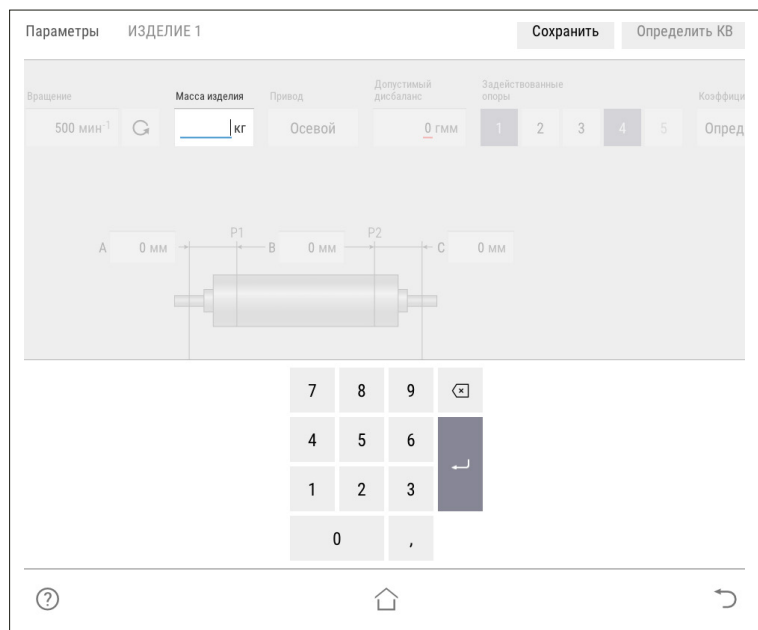 Параметры ИЗДЕЛИЕ 1 Сохранить Определить КВ
Вращение Масса изделия Привод Допустимый дисбаланс Задействованные опоры Коэффици
500 мин⁻¹ кг Осевой 0 гмм 1 2 3 4 5 Опред
P1 P2
A 0 мм B 0 мм C 0 мм
7 8 9
4 5 6
1 2 3
0 ,
?